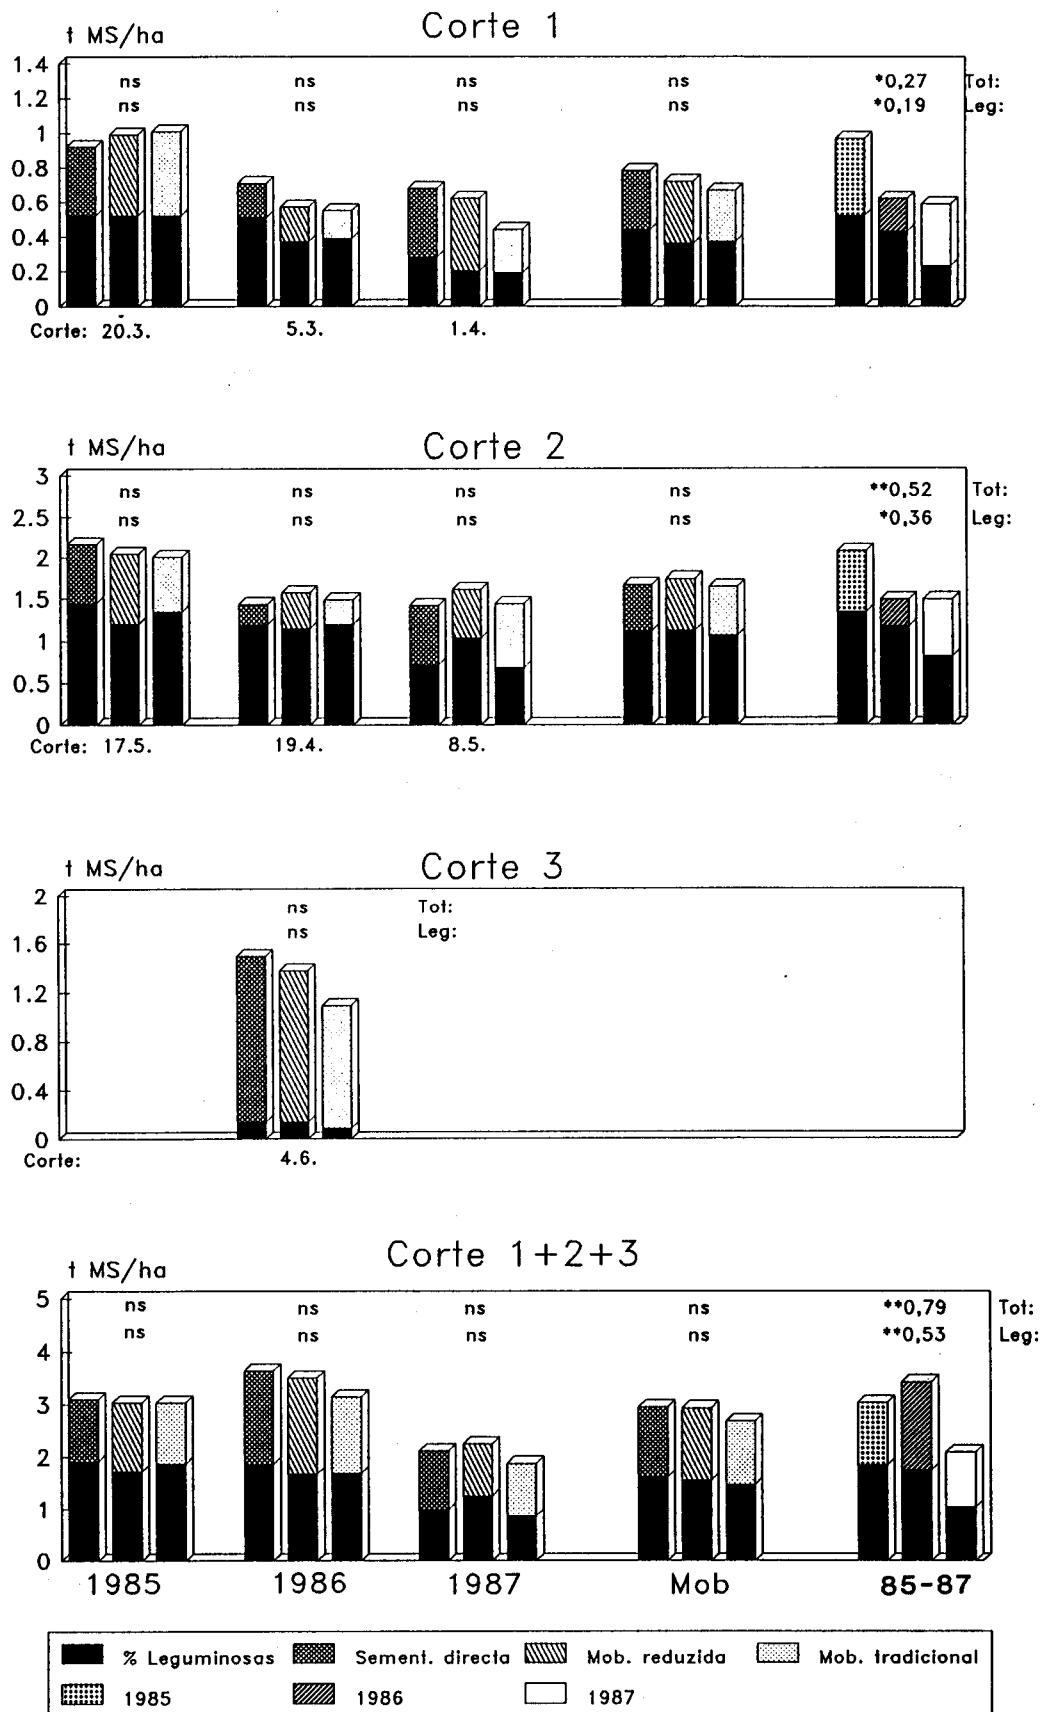 Corte 1
t MS/ha
1.4
ns ns ns ns *0,27 Tot:
1.2
ns ns ns ns *0,19 Leg:
1
0.8
0.6
0.4
0.2
0
Corte: 20.3. 5.3. 1.4.
Corte 2
t MS/ha
3
ns ns ns ns **0,52 Tot:
2.5
ns ns ns ns *0,36 Leg:
2
1.5
1
0.5
0
Corte: 17.5. 19.4. 8.5.
Corte 3
t MS/ha
2
ns Tot:
ns Leg:
1.6
1.2
0.8
0.4
0
Corte: 4.6.
Corte 1+2+3
t MS/ha
5
ns ns ns ns **0,79 Tot:
ns ns ns ns **0,53 Leg:
4
3
2
1
0
1985 1986 1987 Mob 85-87
% Leguminosas Sement. directa Mob. reduzida Mob. tradicional
1985 1986 1987